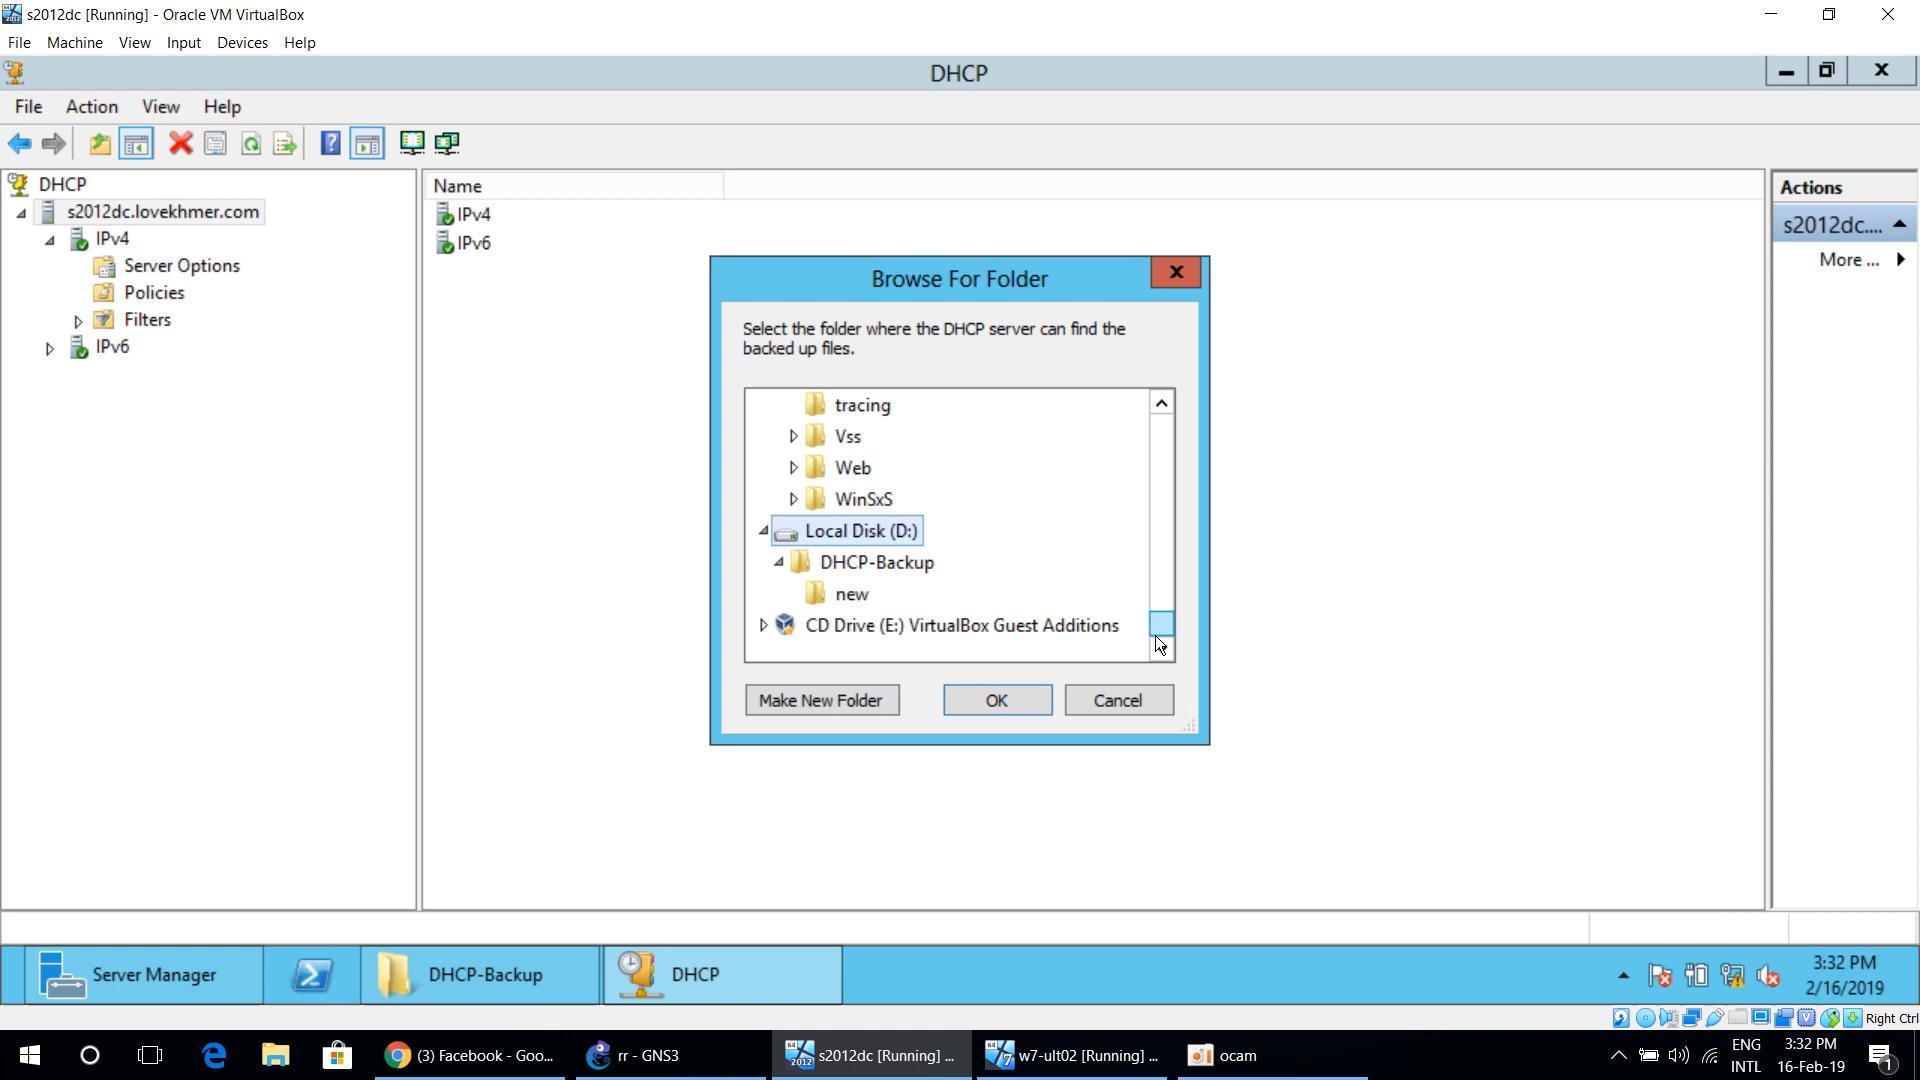 s2012dc [Running] - Oracle VM VirtualBox
File Machine View Input Devices Help
DHCP
File Action View Help
DHCP
s2012dc.lovekhmer.com
IPv4
Server Options
Policies
Filters
IPv6
Name
IPv4
IPv6
Actions
s2012dc....
More ...
Browse For Folder
Select the folder where the DHCP server can find the
backed up files.
tracing
Vss
Web
WinSxS
Local Disk (D:)
DHCP-Backup
new
CD Drive (E:) VirtualBox Guest Additions
Make New Folder OK Cancel
Server Manager DHCP-Backup DHCP
3:32 PM
2/16/2019
Right Ctrl
(3) Facebook - Goo...
rr - GNS3
s2012dc [Running] ...
w7-ult02 [Running] ...
ocam
ENG
INTL
3:32 PM
16-Feb-19
1